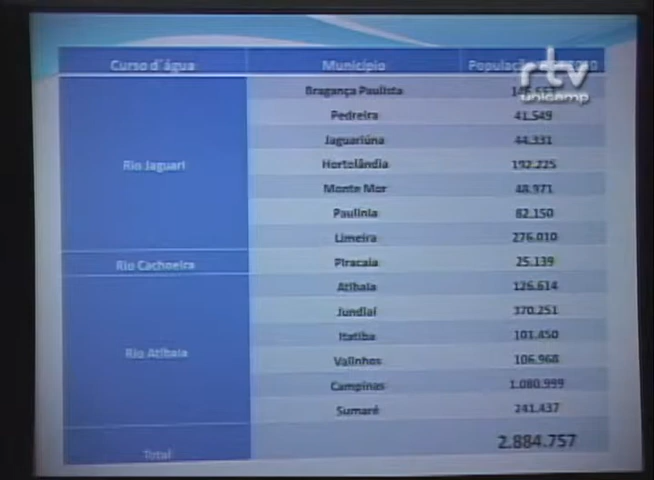 Curso d'água Município População
rtv
unicamp
Bragança Paulista
Pedreira 41.549
Jaguariúna 44.331
Rio Jaguari Hortolândia 192.225
Monte Mor 48.971
Paulínia 82.150
Limeira 276.010
Rio Cachoeira Piracaia 25.139
Atibaia 126.614
Jundiaí 370.251
Itatiba 101.450
Rio Atibaia Valinhos 106.968
Campinas 1.080.999
Sumaré 241.437
Total 2.884.757